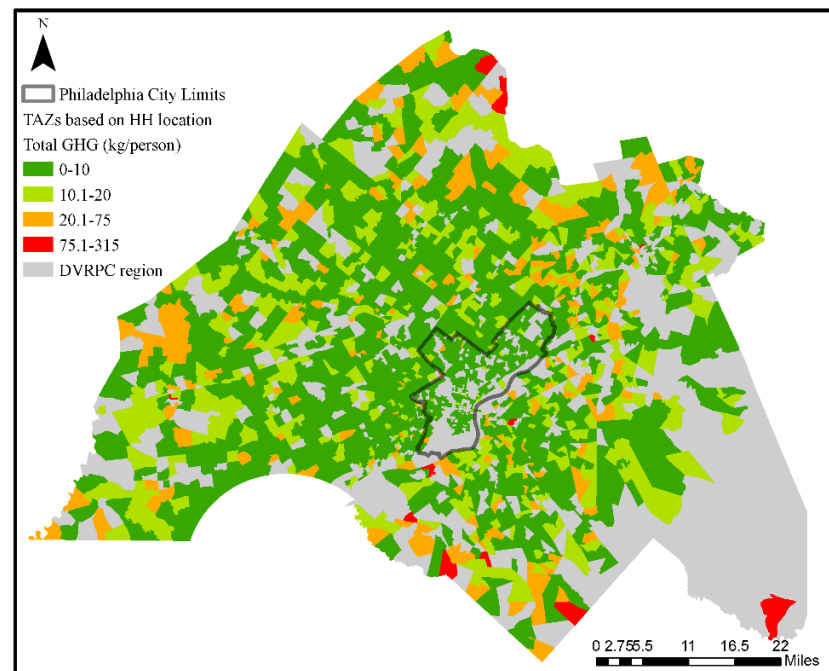 N
Philadelphia City Limits
TAZs based on HH location
Total GHG (kg/person)
0-10
10.1-20
20.1-75
75.1-315
DVRPC region
0 2.755.5 11 16.5 22
Miles